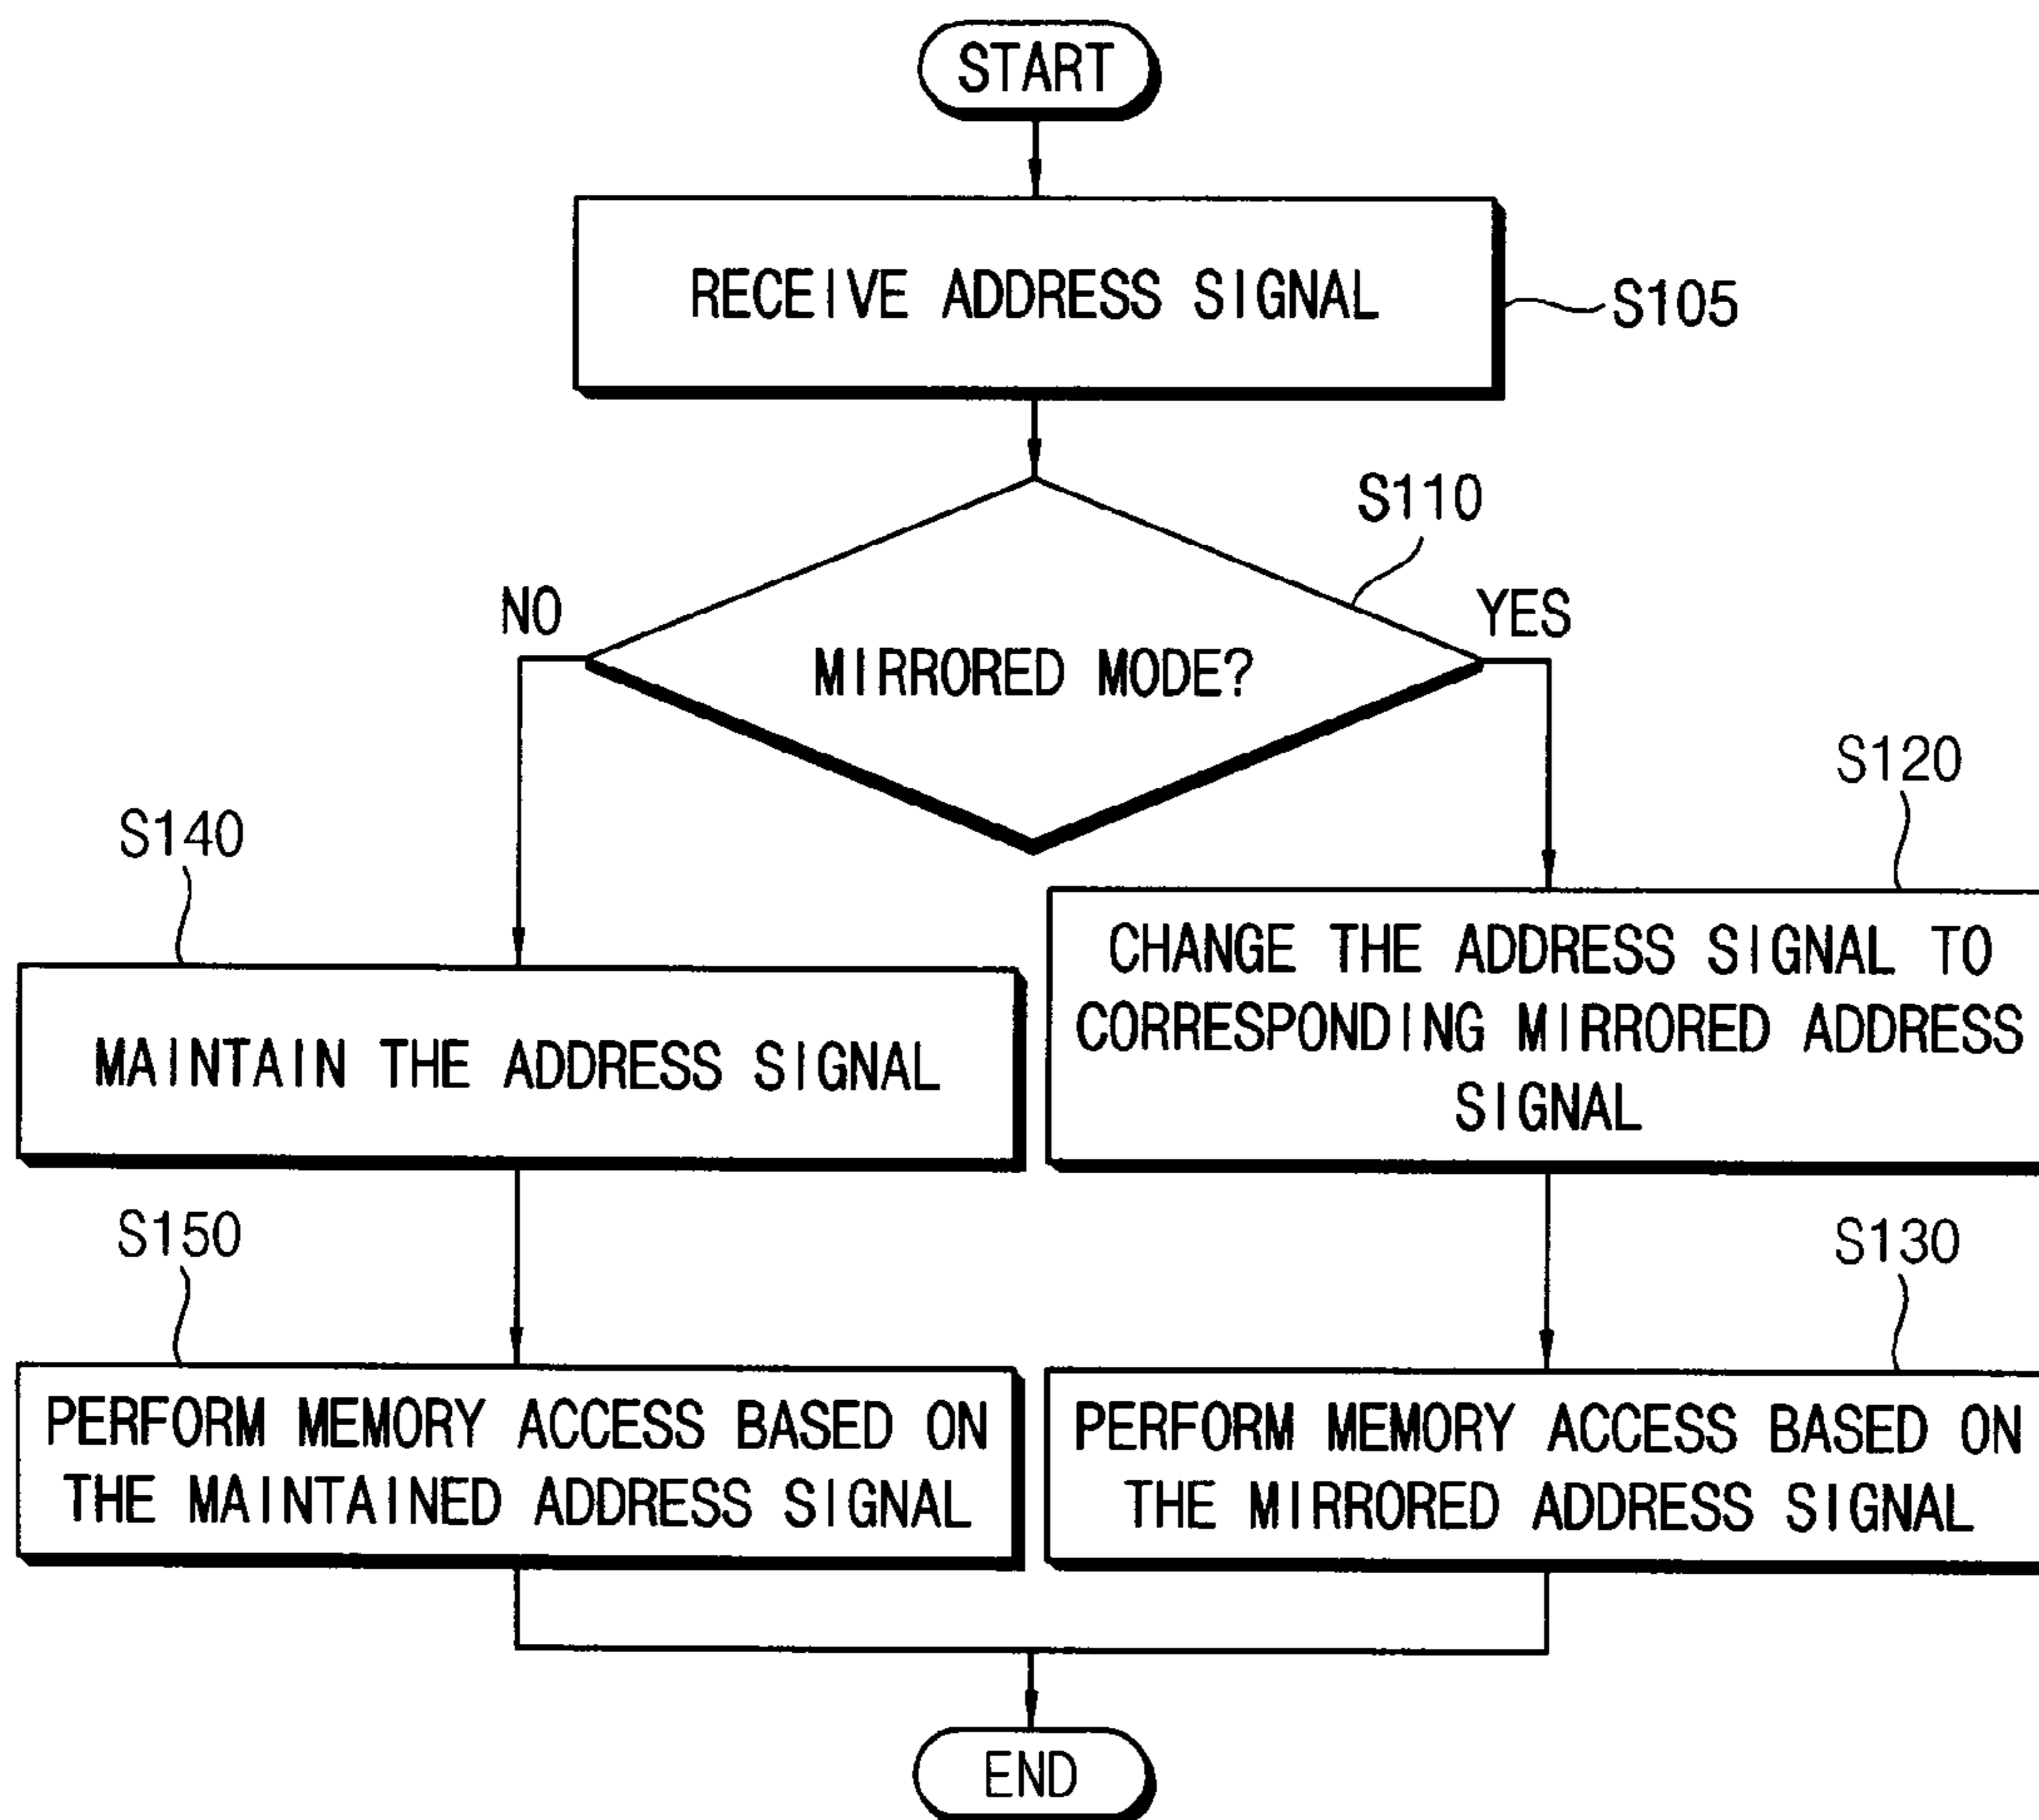 START
RECEIVE ADDRESS SIGNAL
S105
S110
NO
YES
MIRRORED MODE?
S120
S140
CHANGE THE ADDRESS SIGNAL TO
CORRESPONDING MIRRORED ADDRESS
SIGNAL
MAINTAIN THE ADDRESS SIGNAL
S150
S130
PERFORM MEMORY ACCESS BASED ON
THE MAINTAINED ADDRESS SIGNAL
PERFORM MEMORY ACCESS BASED ON
THE MIRRORED ADDRESS SIGNAL
END